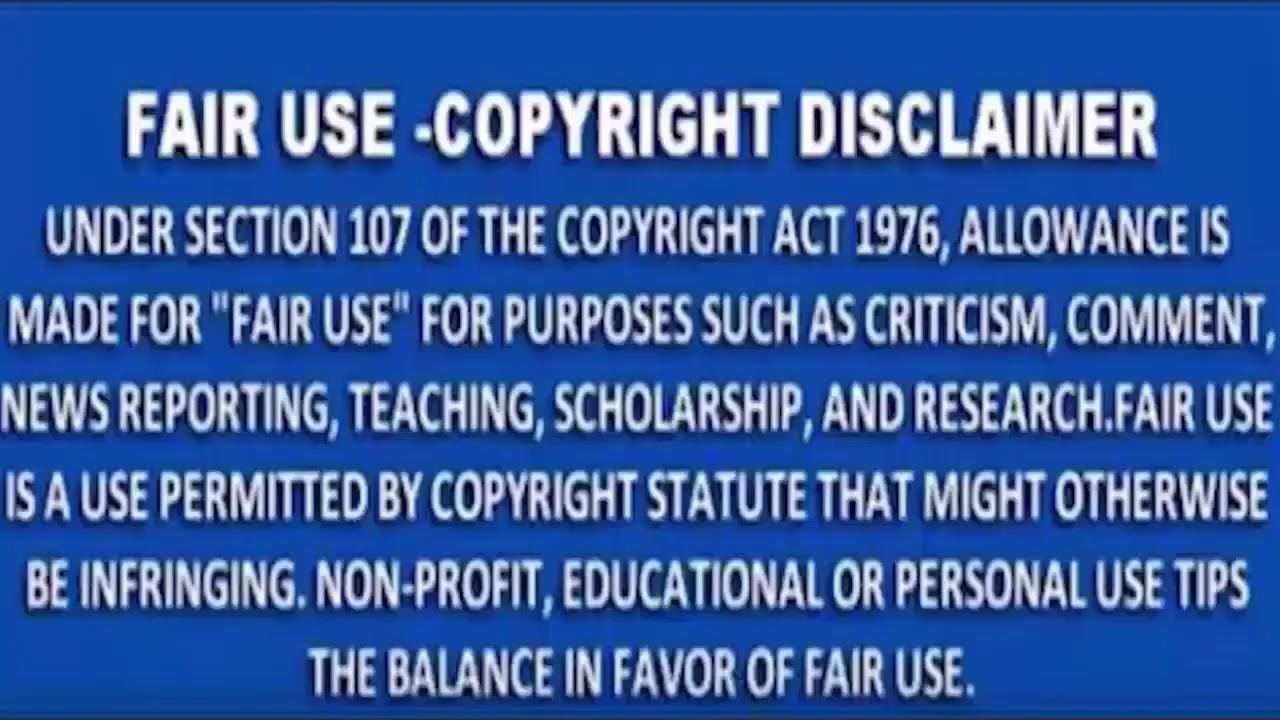 FAIR USE -COPYRIGHT DISCLAIMER
UNDER SECTION 107 OF THE COPYRIGHT ACT 1976, ALLOWANCE IS
MADE FOR "FAIR USE" FOR PURPOSES SUCH AS CRITICISM, COMMENT,
NEWS REPORTING, TEACHING, SCHOLARSHIP, AND RESEARCH.FAIR USE
IS A USE PERMITTED BY COPYRIGHT STATUTE THAT MIGHT OTHERWISE
BE INFRINGING. NON-PROFIT, EDUCATIONAL OR PERSONAL USE TIPS
THE BALANCE IN FAVOR OF FAIR USE.